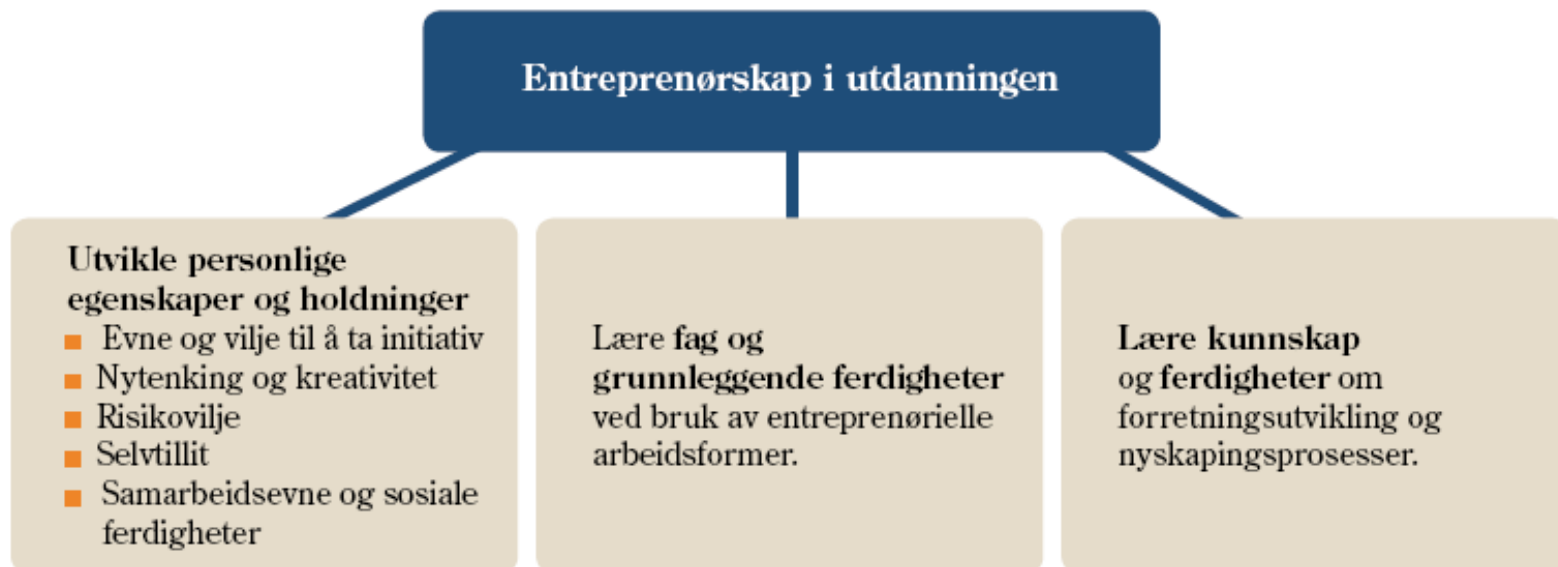 Entreprenørskap i utdanningen
Utvikle personlige
egenskaper og holdninger
Evne og vilje til å ta initiativ
Nytenking og kreativitet
Risikovilje
Selvtillit
Samarbeidsevne og sosiale
ferdigheter
Lære fag og
grunnleggende ferdigheter
ved bruk av entreprenørielle
arbeidsformer.
Lære kunnskap
og ferdigheter om
forretningsutvikling og
nyskapingsprosesser.